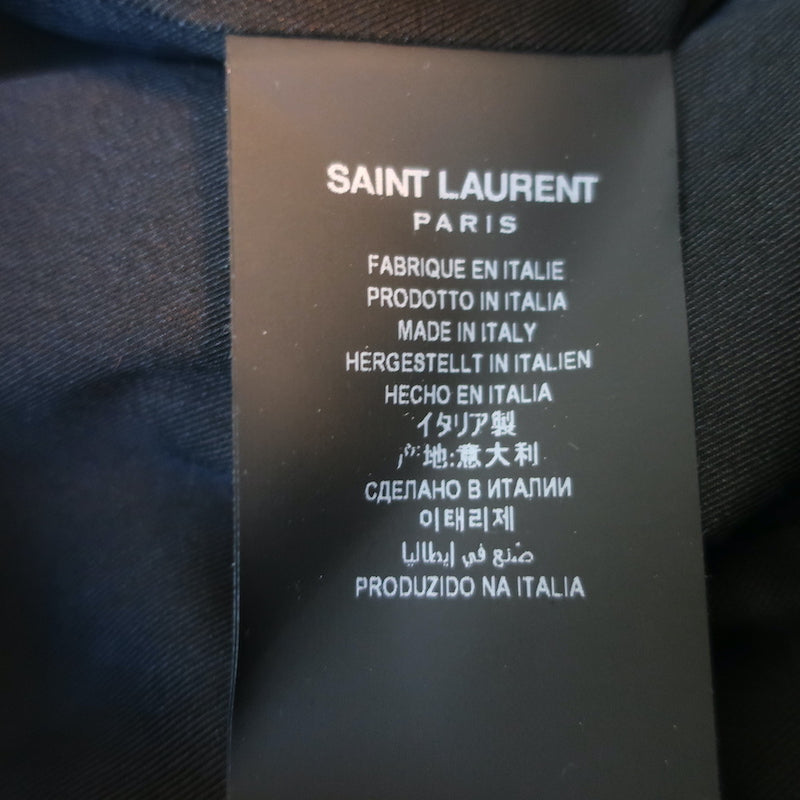 SAINT LAURENT
PARIS
FABRIQUE EN ITALIE
PRODOTTO IN ITALIA
MADE IN ITALY
HERGESTELLT IN ITALIEN
HECHO EN ITALIA
イタリア製
产地:意大利
СДЕЛАНО В ИТАЛИИ
이태리제
صنع في إيطاليا
PRODUZIDO NA ITALIA